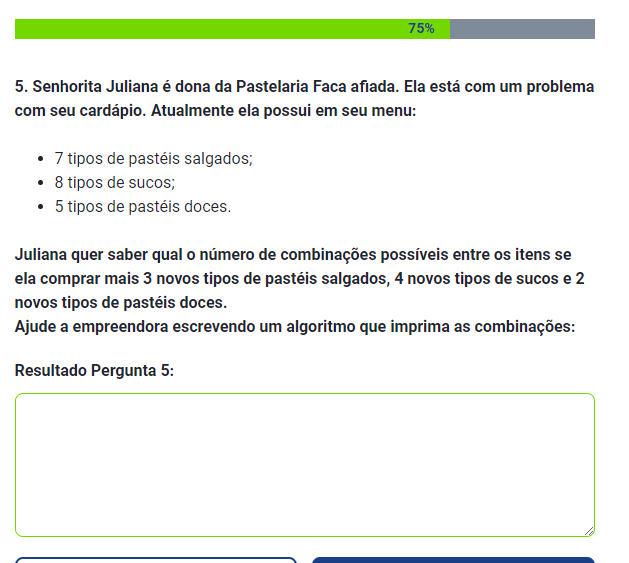 75%
5. Senhorita Juliana é dona da Pastelaria Faca afiada. Ela está com um problema
com seu cardápio. Atualmente ela possui em seu menu:
• 7 tipos de pastéis salgados;
• 8 tipos de sucos;
• 5 tipos de pastéis doces.
Juliana quer saber qual o número de combinações possíveis entre os itens se
ela comprar mais 3 novos tipos de pastéis salgados, 4 novos tipos de sucos e 2
novos tipos de pastéis doces.
Ajude a empreendora escrevendo um algoritmo que imprima as combinações:
Resultado Pergunta 5: